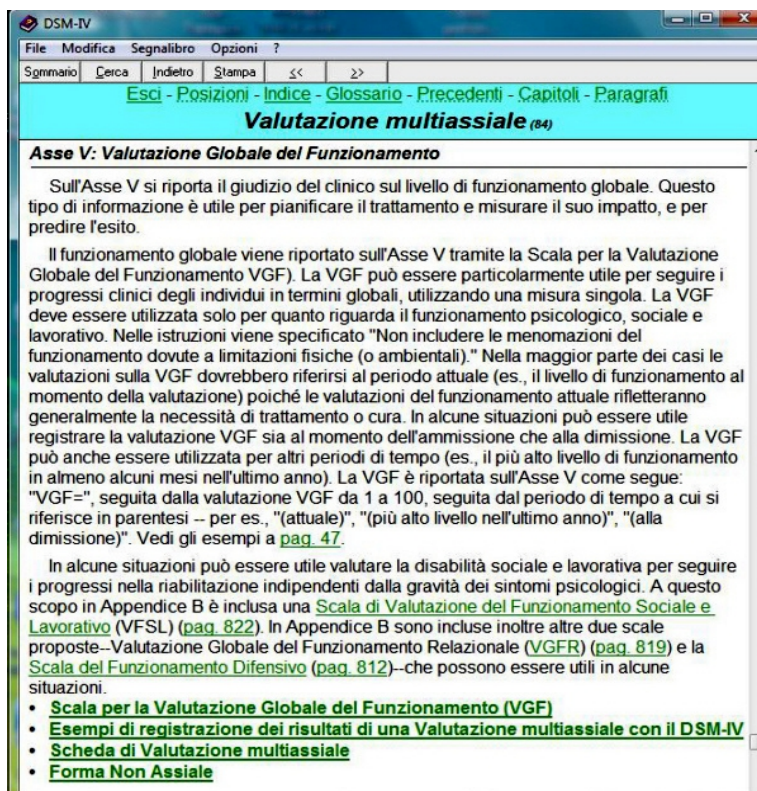 DSM-IV
File Modifica Segnalibro Opzioni ?
Sommario Cerca Indietro Stampa << >>
Esci - Posizioni - Indice - Glossario - Precedenti - Capitoli - Paragrafi
Valutazione multiassiale (84)
Asse V: Valutazione Globale del Funzionamento
Sull'Asse V si riporta il giudizio del clinico sul livello di funzionamento globale. Questo
tipo di informazione è utile per pianificare il trattamento e misurare il suo impatto, e per
predire l'esito.
Il funzionamento globale viene riportato sull'Asse V tramite la Scala per la Valutazione
Globale del Funzionamento VGF). La VGF può essere particolarmente utile per seguire i
progressi clinici degli individui in termini globali, utilizzando una misura singola. La VGF
deve essere utilizzata solo per quanto riguarda il funzionamento psicologico, sociale e
lavorativo. Nelle istruzioni viene specificato "Non includere le menomazioni del
funzionamento dovute a limitazioni fisiche (o ambientali)." Nella maggior parte dei casi le
valutazioni sulla VGF dovrebbero riferirsi al periodo attuale (es., il livello di funzionamento al
momento della valutazione) poiché le valutazioni del funzionamento attuale rifletteranno
generalmente la necessità di trattamento o cura. In alcune situazioni può essere utile
registrare la valutazione VGF sia al momento dell'ammissione che alla dimissione. La VGF
può anche essere utilizzata per altri periodi di tempo (es., il più alto livello di funzionamento
in almeno alcuni mesi nell'ultimo anno). La VGF è riportata sull'Asse V come segue:
"VGF=", seguita dalla valutazione VGF da 1 a 100, seguita dal periodo di tempo a cui si
riferisce in parentesi -- per es., "(attuale)", "(più alto livello nell'ultimo anno)", "(alla
dimissione)". Vedi gli esempi a pag. 47.
In alcune situazioni può essere utile valutare la disabilità sociale e lavorativa per seguire
i progressi nella riabilitazione indipendenti dalla gravità dei sintomi psicologici. A questo
scopo in Appendice B è inclusa una Scala di Valutazione del Funzionamento Sociale e
Lavorativo (VFSL) (pag. 822). In Appendice B sono incluse inoltre altre due scale
proposte--Valutazione Globale del Funzionamento Relazionale (VGFR) (pag. 819) e la
Scala del Funzionamento Difensivo (pag. 812)--che possono essere utili in alcune
situazioni.
• Scala per la Valutazione Globale del Funzionamento (VGF)
• Esempi di registrazione dei risultati di una Valutazione multiassiale con il DSM-IV
• Scheda di Valutazione multiassiale
• Forma Non Assiale